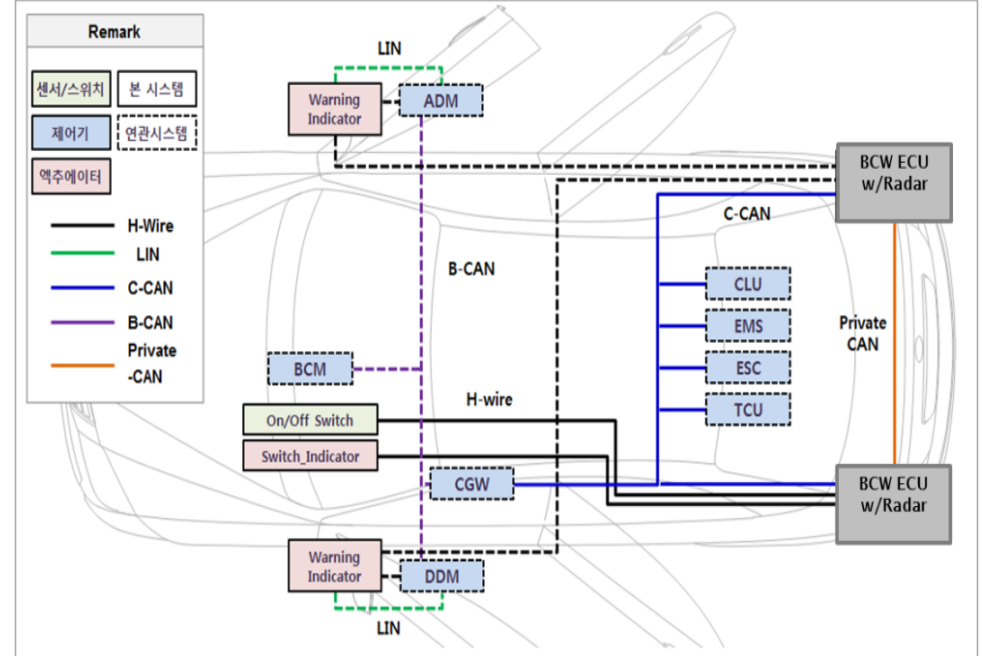 Remark
센서/스위치
본 시스템
제어기
연관시스템
엑추에이터
H-Wire
LIN
C-CAN
B-CAN
Private
-CAN
LIN
Warning
Indicator
ADM
BCW ECU
w/Radar
C-CAN
B-CAN
CLU
EMS
ESC
TCU
Private
CAN
BCM
H-wire
On/Off Switch
Switch_Indicator
CGW
BCW ECU
w/Radar
Warning
Indicator
DDM
LIN